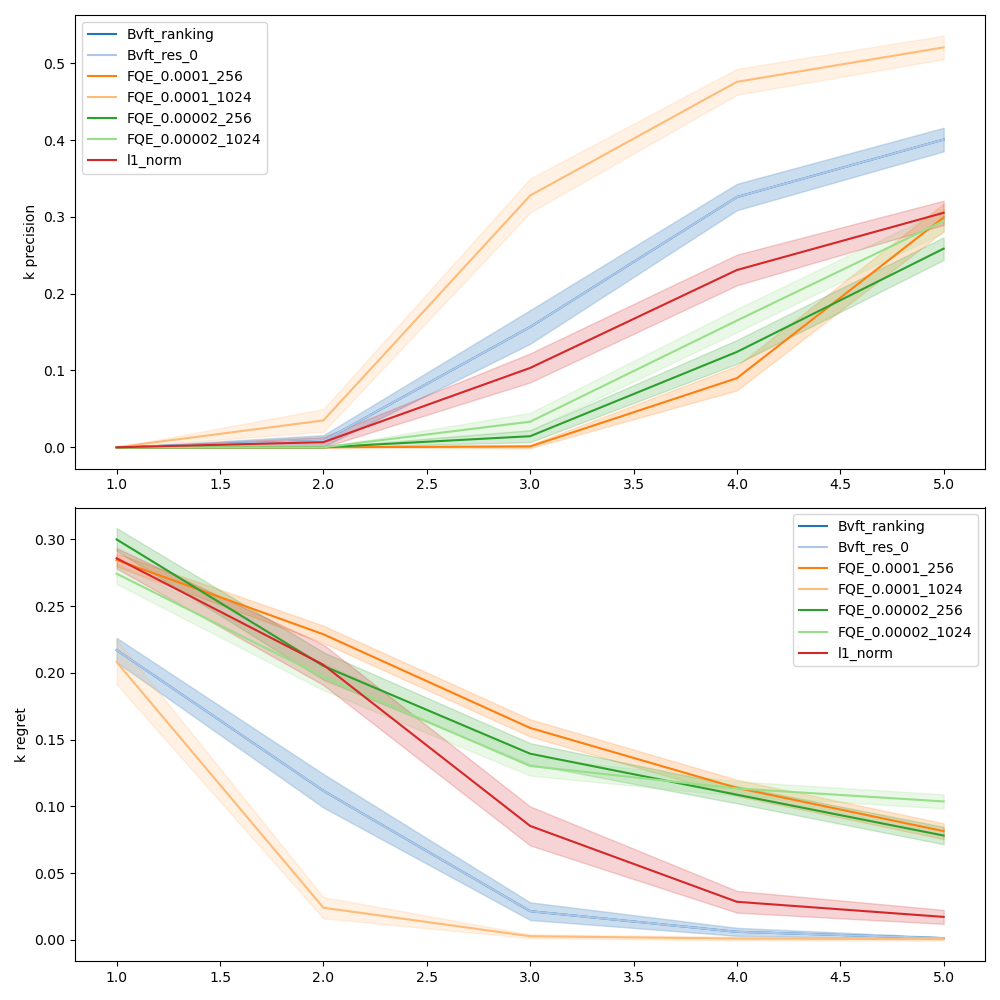 Bvft_ranking
Bvft_res_0
FQE_0.0001_256
FQE_0.0001_1024
FQE_0.00002_256
FQE_0.00002_1024
l1_norm
k precision
0.5
0.4
0.3
0.2
0.1
0.0
1.0 1.5 2.0 2.5 3.0 3.5 4.0 4.5 5.0
Bvft_ranking
Bvft_res_0
FQE_0.0001_256
FQE_0.0001_1024
FQE_0.00002_256
FQE_0.00002_1024
l1_norm
k regret
0.30
0.25
0.20
0.15
0.10
0.05
0.00
1.0 1.5 2.0 2.5 3.0 3.5 4.0 4.5 5.0